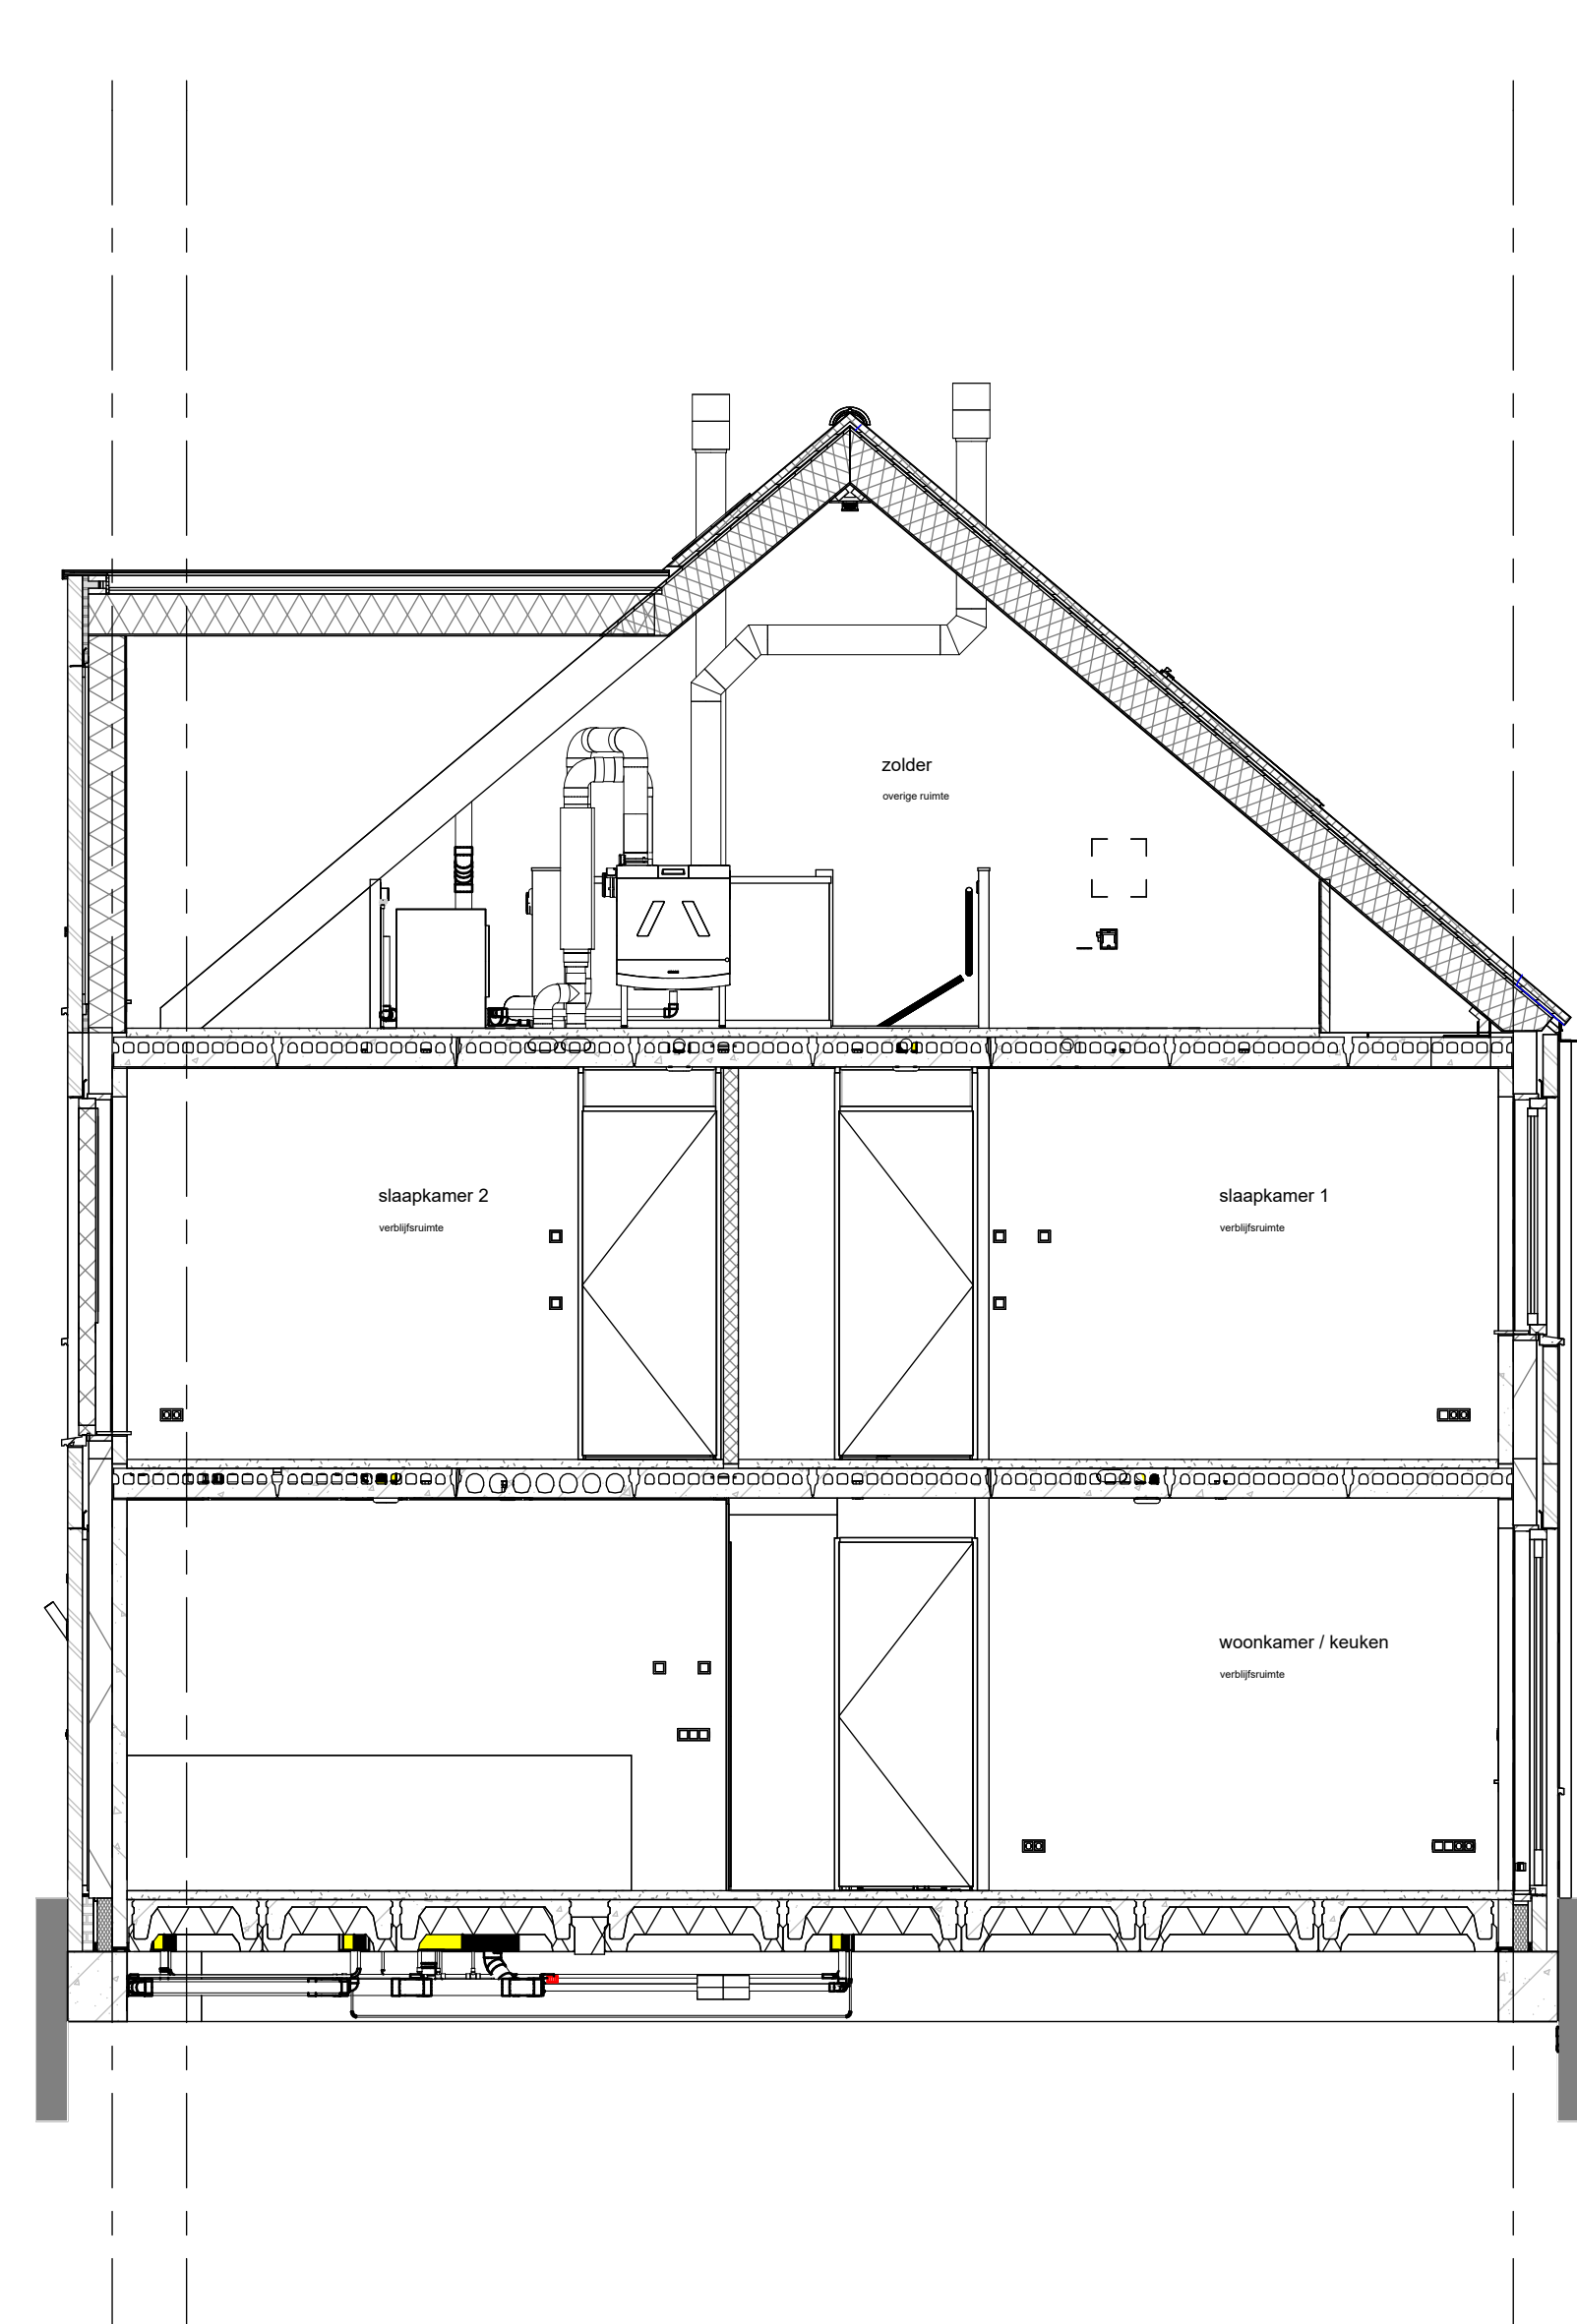 zolder
overige ruimte
slaapkamer 2
verblijfsruimte
slaapkamer 1
verblijfsruimte
woonkamer / keuken
verblijfsruimte